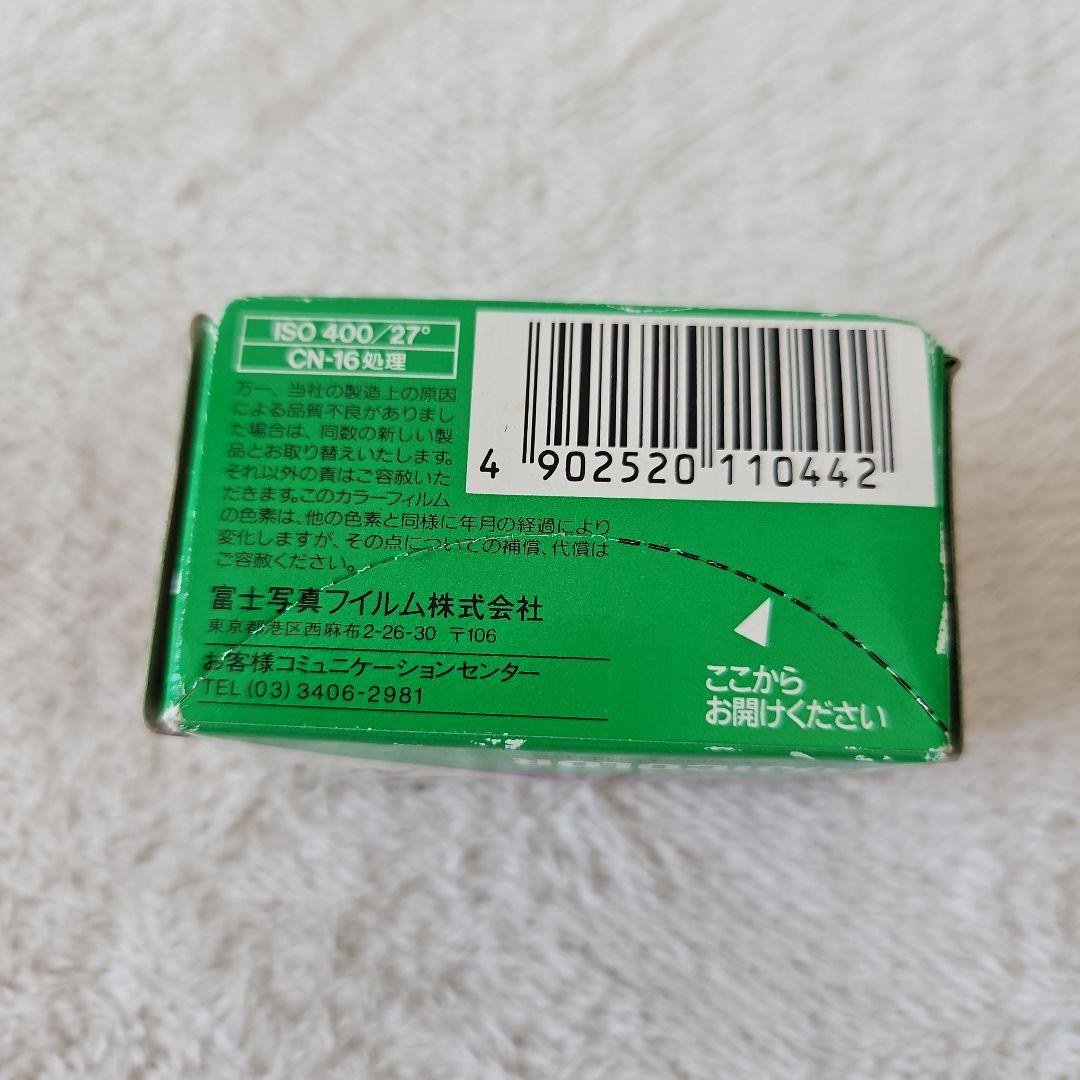 ISO 400/27°
CN-16処理
万一、当社の製造上の原因
による品質不良がありまし
た場合は、同数の新しい製
品とお取り替えいたします。
それ以外の責はご容赦いた
だきます。このカラーフィルム
の色素は、他の色素と同様に年月の経過により
変化しますが、その点についての補償、代償は
ご容赦ください。
富士写真フイルム株式会社
東京都港区西麻布2-26-30 〒106
お客様コミュニケーションセンター
TEL (03) 3406-2981
4 902520 110442
ここから
お開けください